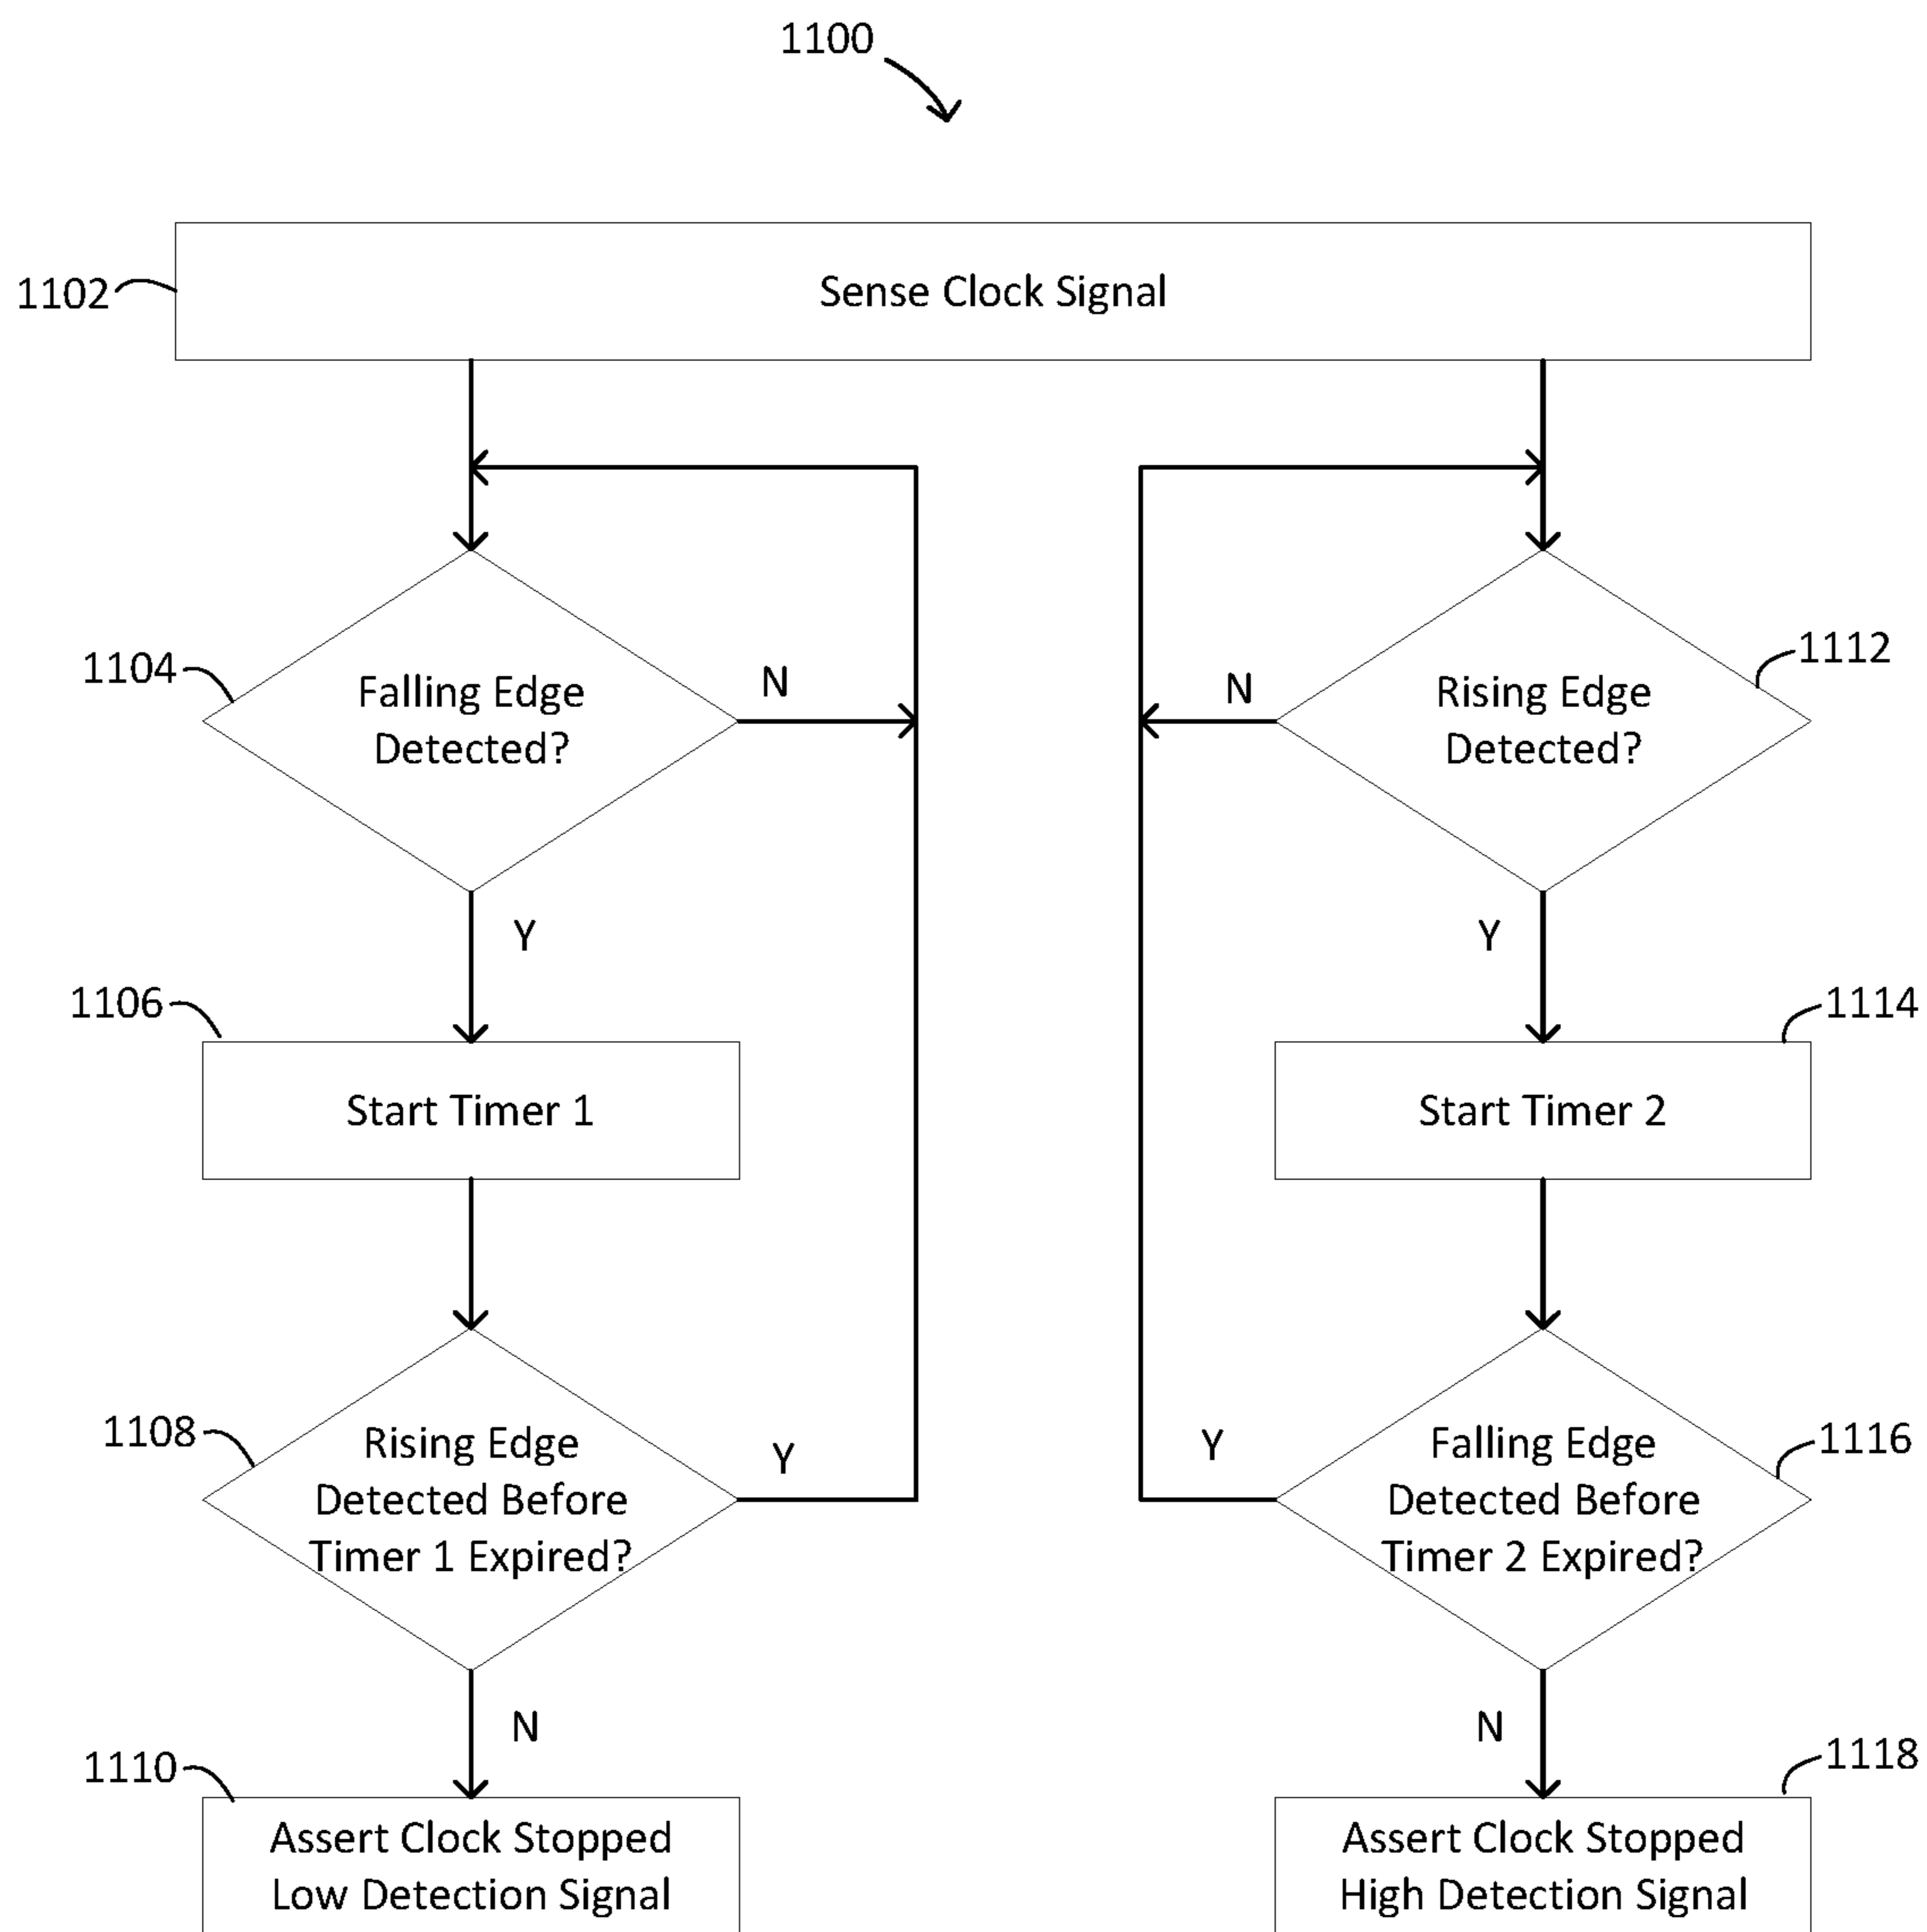 1100
1102
Sense Clock Signal
1104
Falling Edge
Detected?
N
Y
1106
Start Timer 1
1108
Rising Edge
Detected Before
Timer 1 Expired?
Y
N
1110
Assert Clock Stopped
Low Detection Signal
1112
Rising Edge
Detected?
N
Y
1114
Start Timer 2
1116
Falling Edge
Detected Before
Timer 2 Expired?
Y
N
1118
Assert Clock Stopped
High Detection Signal